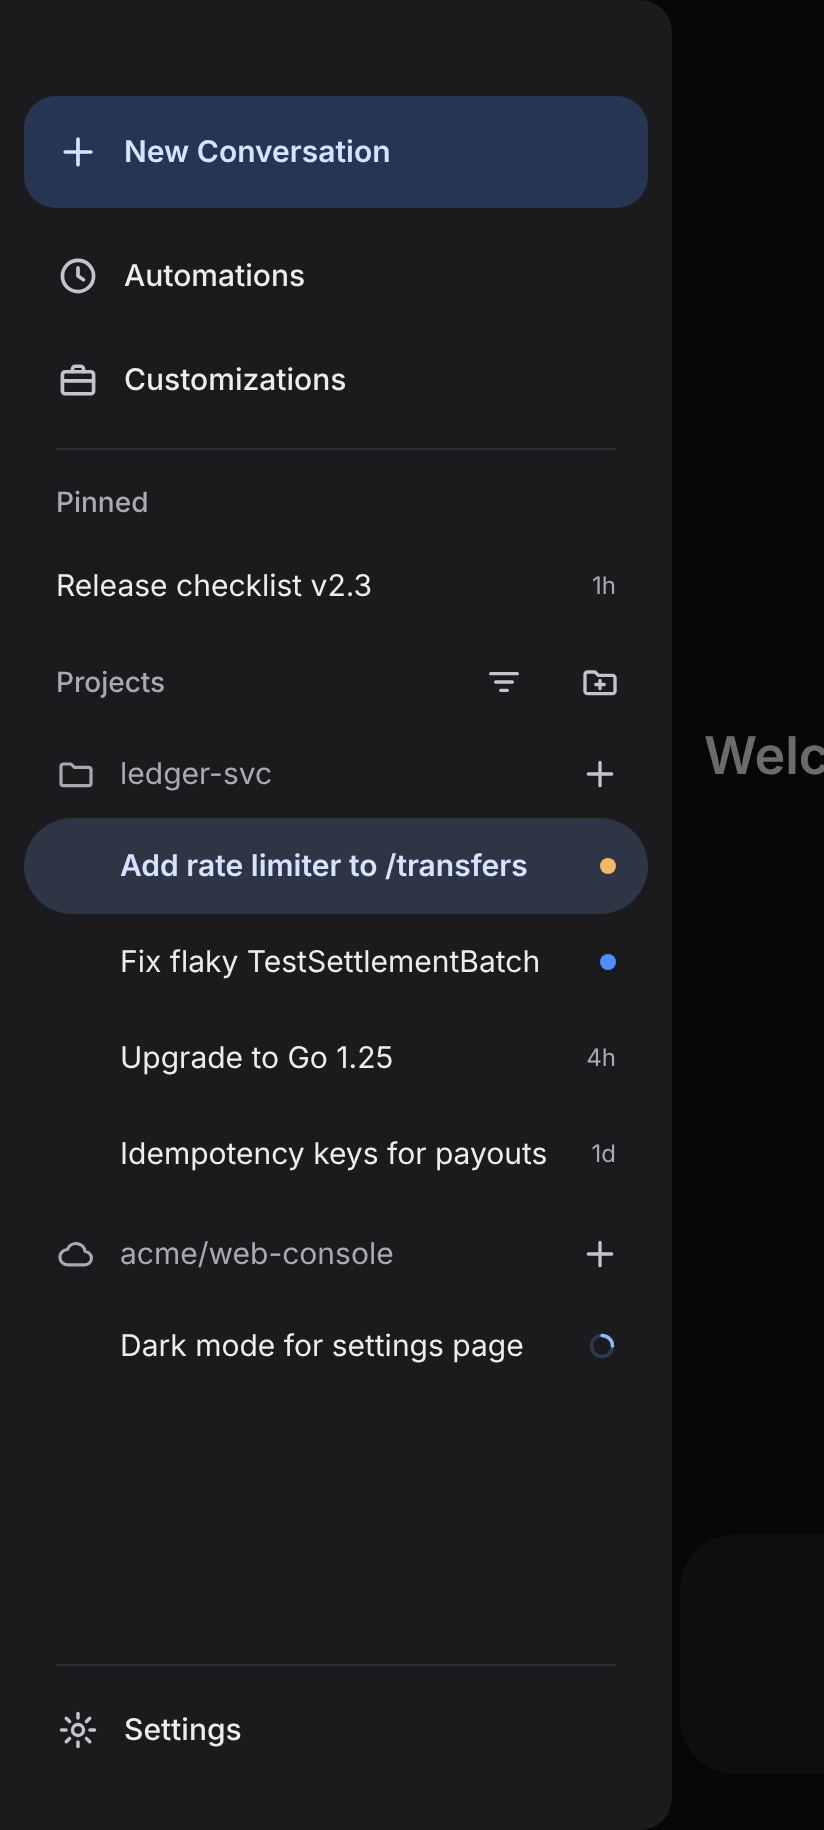 New Conversation
Automations
Customizations
Pinned
Release checklist v2.3 1h
Projects
ledger-svc
Add rate limiter to /transfers
Fix flaky TestSettlementBatch
Upgrade to Go 1.25 4h
Idempotency keys for payouts 1d
acme/web-console
Dark mode for settings page
Settings
Welc